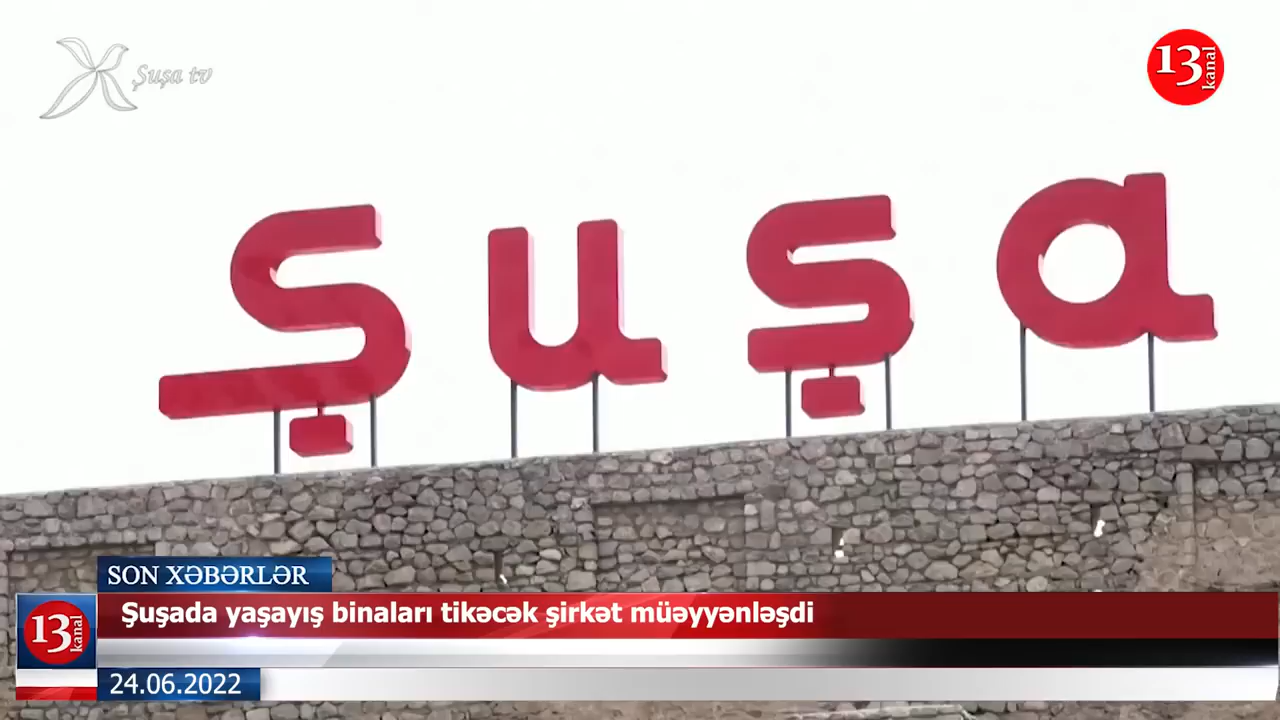 Şuşa tv
13 kanal
Şuşa
SON XƏBƏRLƏR
13 kanal
Şuşada yaşayış binaları tikəcək şirkət müəyyənləşdi
24.06.2022